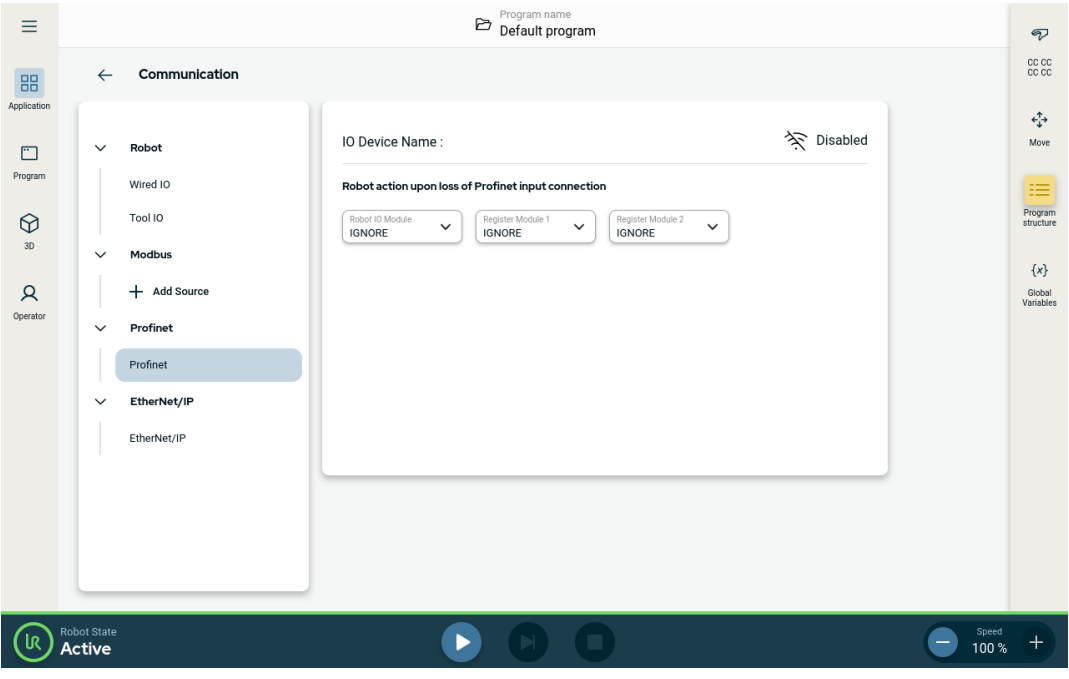 Program name
Default program
Communication
Application
Program
3D
Operator
Robot
Wired IO
Tool IO
Modbus
Add Source
Profinet
Profinet
EtherNet/IP
EtherNet/IP
IO Device Name :
Disabled
Robot action upon loss of Profinet input connection
Robot IO Module
IGNORE
Register Module 1
IGNORE
Register Module 2
IGNORE
CC CC
CC CC
Move
Program
structure
{x}
Global
Variables
UR
Robot State
Active
Speed
100 %